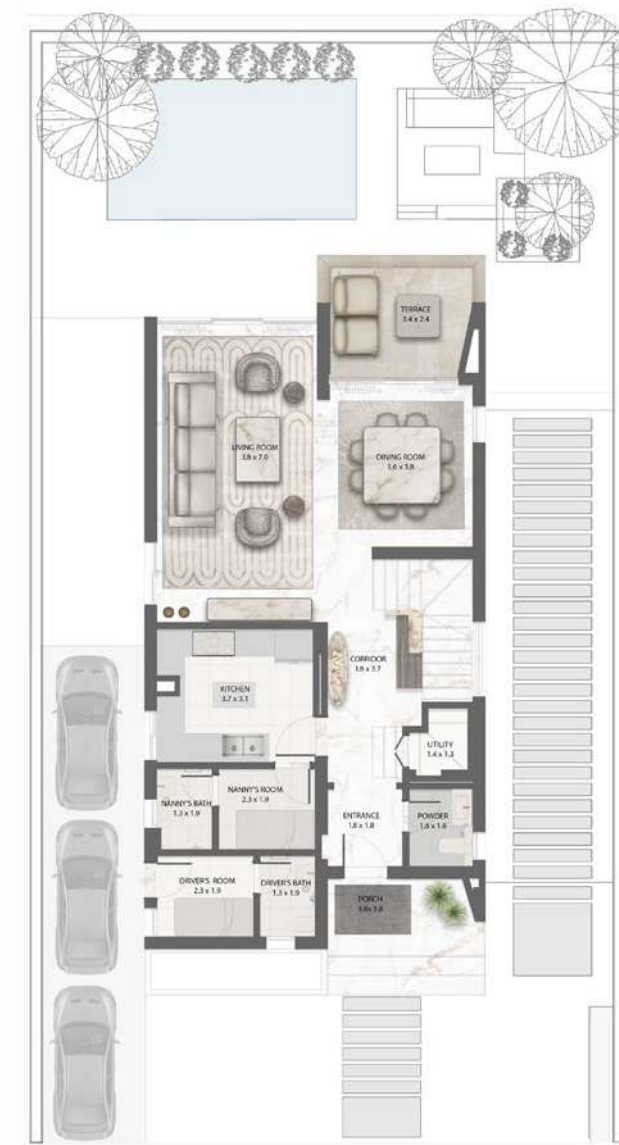 TERRACE
3.4 x 2.4
LIVING ROOM
3.8 x 7.0
DINING ROOM
3.6 x 3.8
CORRIDOR
1.6 x 3.7
KITCHEN
3.7 x 3.1
UTILITY
1.4 x 1.3
NANNY'S BATH
1.3 x 1.9
NANNY'S ROOM
2.3 x 1.9
ENTRANCE
1.8 x 1.8
POWDER
1.6 x 1.8
DRIVER'S ROOM
2.3 x 1.9
DRIVER'S BATH
1.3 x 1.9
PORCH